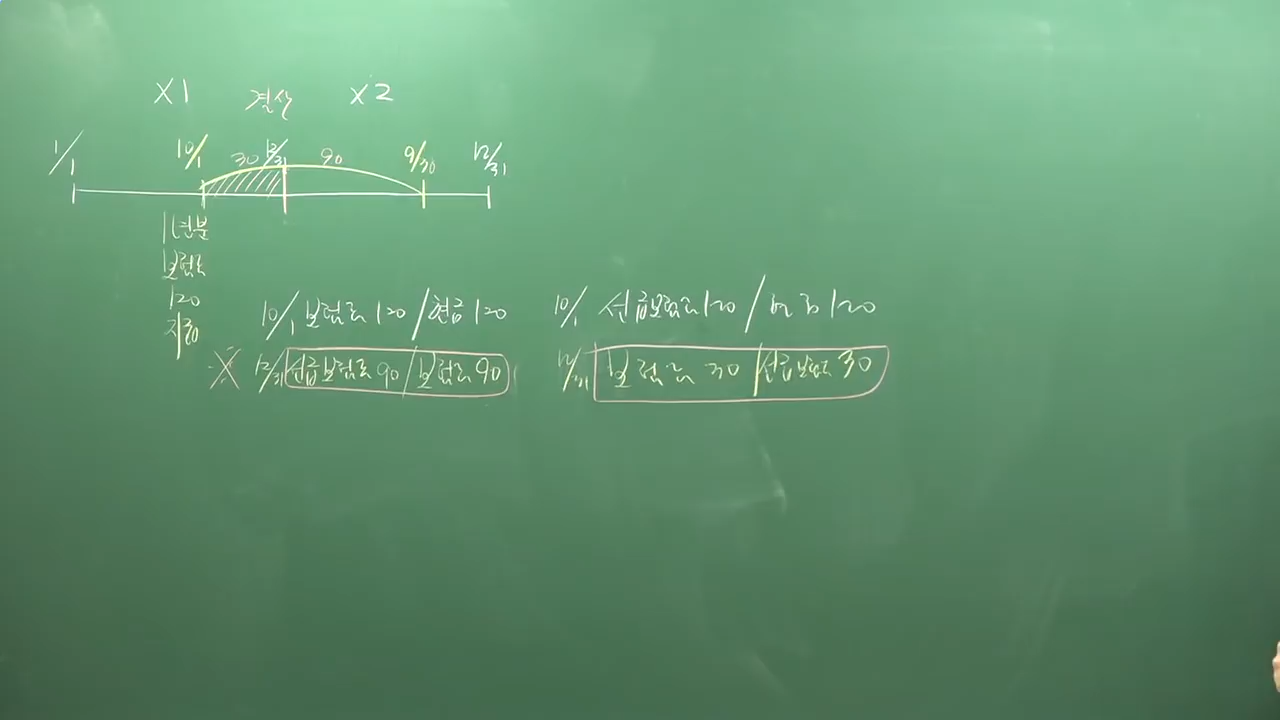 X1 결산 X2
1/1 10/1 30 12/31 90 9/30 12/31
1년분
보험료
120
지급
10/1 보험료 120 / 현금 120
10/1 선급보험료 120 / 현금 120
X 12/31 선급보험료 90 / 보험료 90
12/31 보험료 30 / 선급보험료 30